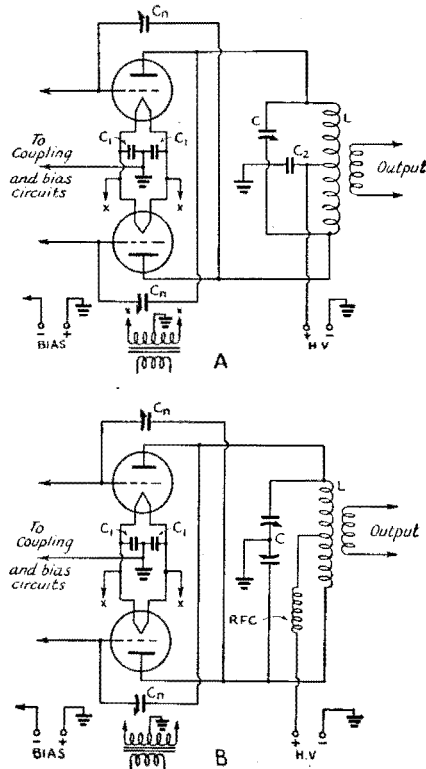 Cn
C
L
C1
C1
C2
To
Coupling
and bias
circuits
Output
x
x
Cn
x
x
- +
BIAS
A
+ -
H.V
Cn
L
C1
C1
C
To
Coupling
and bias
circuits
Output
x
x
RFC
Cn
- +
BIAS
B
+ -
H.V.